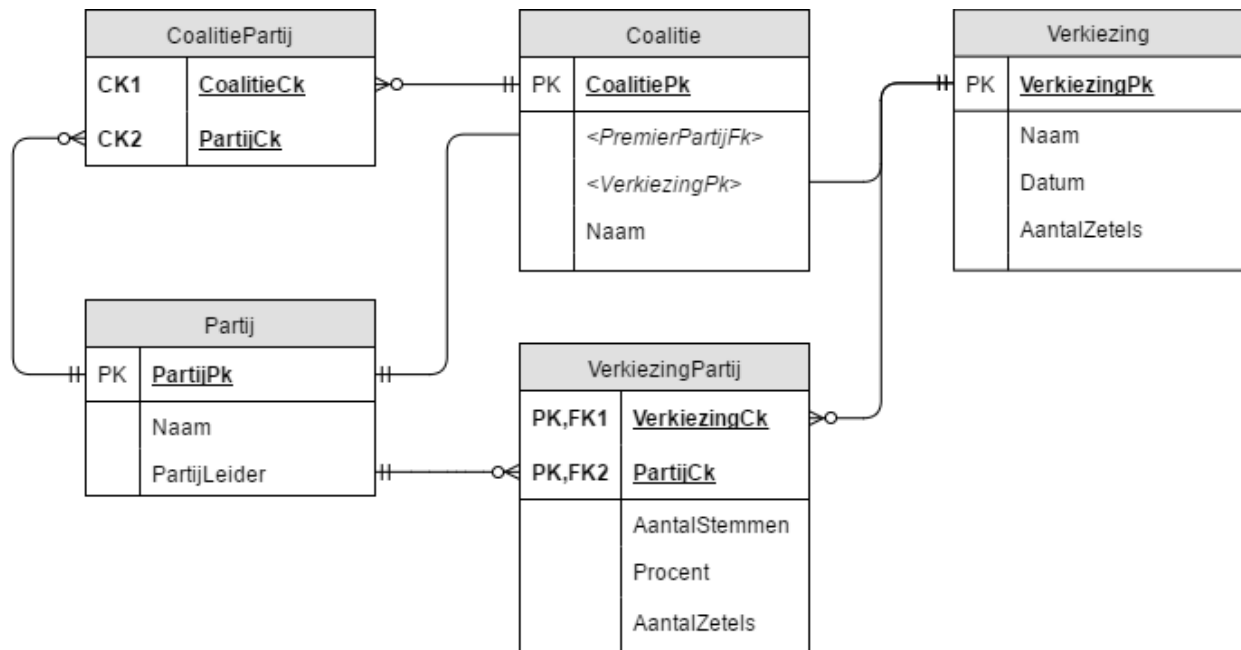 CoalitiePartij
CK1 CoalitieCk
CK2 PartijCk
Coalitie
PK CoalitiePk
<PremierPartijFk>
<VerkiezingPk>
Naam
Verkiezing
PK VerkiezingPk
Naam
Datum
AantalZetels
Partij
PK PartijPk
Naam
PartijLeider
VerkiezingPartij
PK,FK1 VerkiezingCk
PK,FK2 PartijCk
AantalStemmen
Procent
AantalZetels